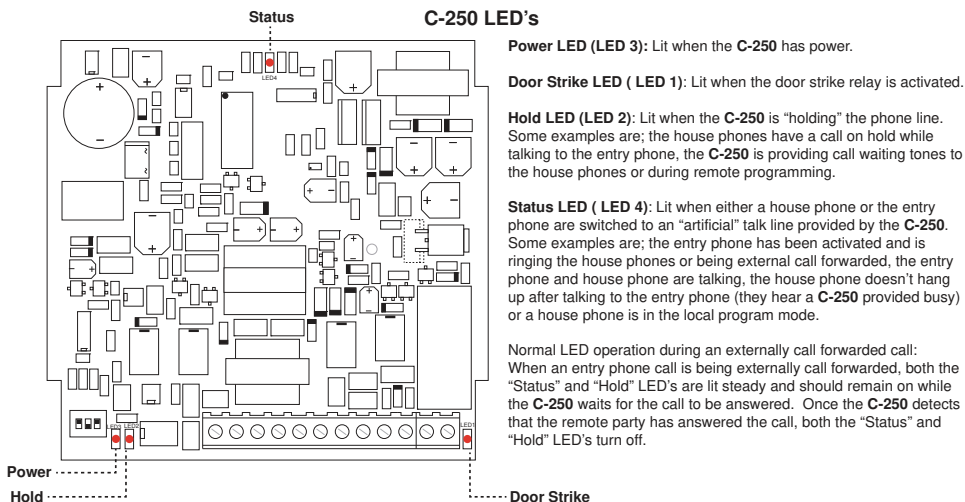 Status
C-250 LED's
LED4
LED3
LED2
LED1
Power
Hold
Door Strike
Power LED (LED 3): Lit when the C-250 has power.
Door Strike LED ( LED 1): Lit when the door strike relay is activated.
Hold LED (LED 2): Lit when the C-250 is “holding” the phone line.
Some examples are; the house phones have a call on hold while
talking to the entry phone, the C-250 is providing call waiting tones to
the house phones or during remote programming.
Status LED ( LED 4): Lit when either a house phone or the entry
phone are switched to an “artificial” talk line provided by the C-250.
Some examples are; the entry phone has been activated and is
ringing the house phones or being external call forwarded, the entry
phone and house phone are talking, the house phone doesn’t hang
up after talking to the entry phone (they hear a C-250 provided busy)
or a house phone is in the local program mode.
Normal LED operation during an externally call forwarded call:
When an entry phone call is being externally call forwarded, both the
“Status” and “Hold” LED’s are lit steady and should remain on while
the C-250 waits for the call to be answered.  Once the C-250 detects
that the remote party has answered the call, both the “Status” and
“Hold” LED’s turn off.